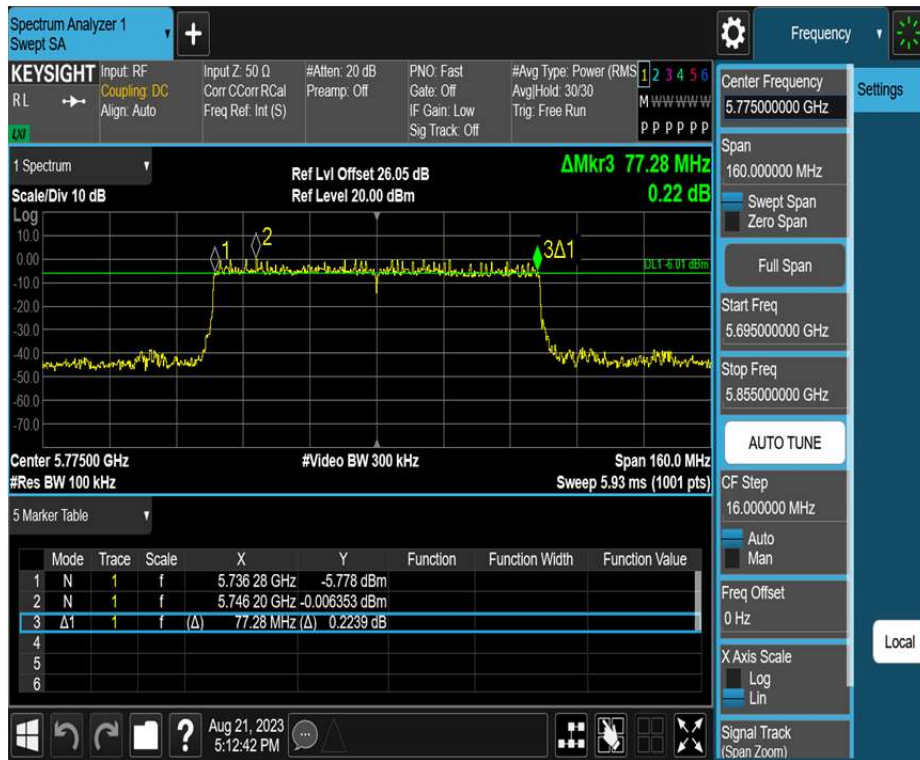 Spectrum Analyzer 1
Swept SA
Frequency
KEYSIGHT
RL
LXI
Input: RF
Coupling: DC
Align: Auto
Input Z: 50 Ω
Corr CCorr RCal
Freq Ref: Int (S)
#Atten: 20 dB
Preamp: Off
PNO: Fast
Gate: Off
IF Gain: Low
Sig Track: Off
#Avg Type: Power (RMS
Avg|Hold: 30/30
Trig: Free Run
1 2 3 4 5 6
M W W W W W
P P P P P P
1 Spectrum
Scale/Div 10 dB
Ref Lvl Offset 26.05 dB
Ref Level 20.00 dBm
ΔMkr3 77.28 MHz
0.22 dB
Log
10.0
0.00
-10.0
-20.0
-30.0
-40.0
-50.0
-60.0
-70.0
1
2
3Δ1
DL1 -6.01 dBm
Center 5.77500 GHz
#Res BW 100 kHz
#Video BW 300 kHz
Span 160.0 MHz
Sweep 5.93 ms (1001 pts)
5 Marker Table
Mode Trace Scale X Y Function Function Width Function Value
1 N 1 f 5.736 28 GHz -5.778 dBm
2 N 1 f 5.746 20 GHz -0.006353 dBm
3 Δ1 1 f (Δ) 77.28 MHz (Δ) 0.2239 dB
4
5
6
Aug 21, 2023
5:12:42 PM
Center Frequency
5.775000000 GHz
Settings
Span
160.000000 MHz
Swept Span
Zero Span
Full Span
Start Freq
5.695000000 GHz
Stop Freq
5.855000000 GHz
AUTO TUNE
CF Step
16.000000 MHz
Auto
Man
Freq Offset
0 Hz
X Axis Scale
Log
Lin
Local
Signal Track
(Span Zoom)